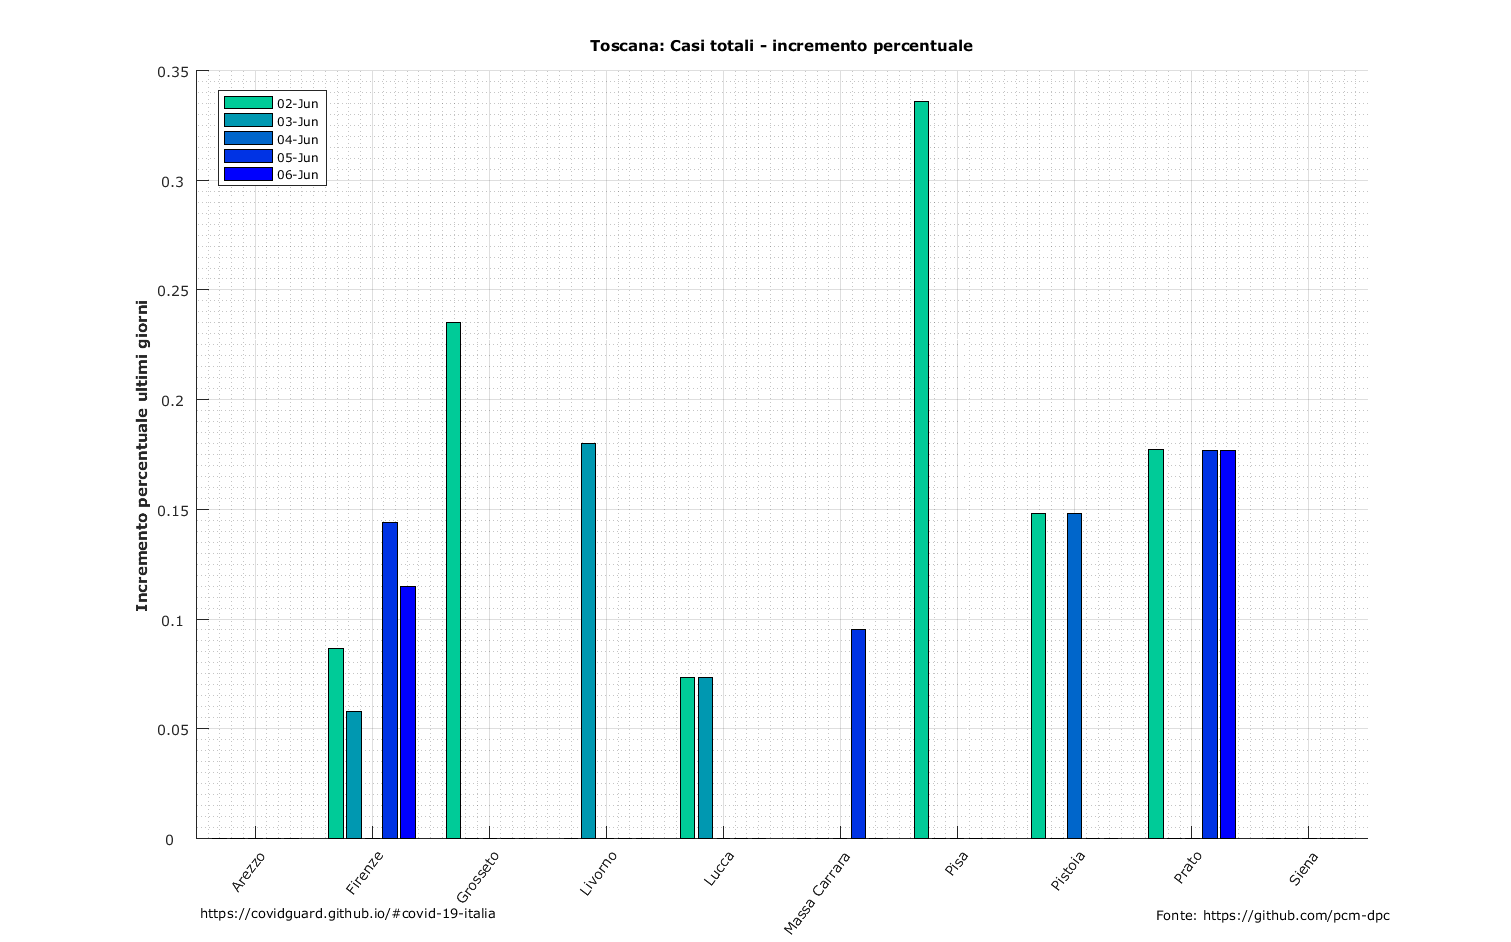 Toscana: Casi totali - incremento percentuale
0.35
0.3
0.25
0.2
0.15
0.1
0.05
0
Incremento percentuale ultimi giorni
02-Jun
03-Jun
04-Jun
05-Jun
06-Jun
Arezzo
Firenze
Grosseto
Livorno
Lucca
Massa Carrara
Pisa
Pistoia
Prato
Siena
https://covidguard.github.io/#covid-19-italia
Fonte: https://github.com/pcm-dpc